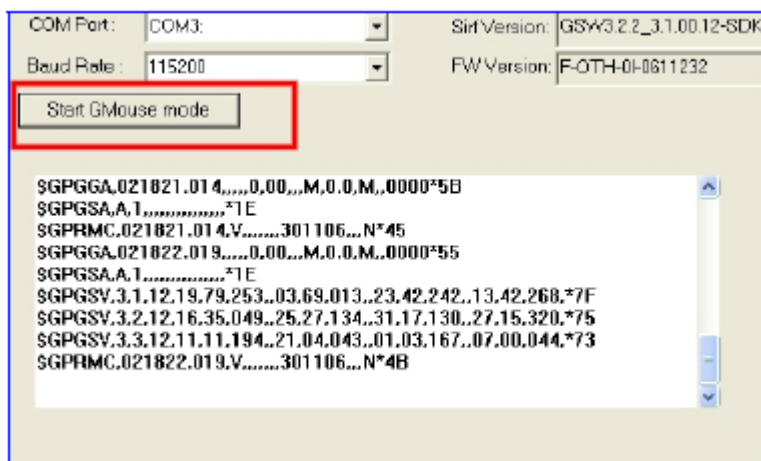 COM Port: COM3: Sirf Version: GSW3.2.2_3.1.00.12-SDK
Baud Rate : 115200 FW Version: F-OTH-0I-0611232
Start GMouse mode
$GPGGA,021821.014,,,,,0,00,,,M,0.0,M,,0000*5B
$GPGSA,A,1,,,,,,,,,,,,,,,*1E
$GPRMC,021821.014,V,,,,,,,301106,,,N*45
$GPGGA,021822.019,,,,,0,00,,,M,0.0,M,,0000*55
$GPGSA,A,1,,,,,,,,,,,,,,,*1E
$GPGSV,3,1,12,19,79,253,,03,69,013,,23,42,242,,13,42,268,*7F
$GPGSV,3,2,12,16,35,049,,25,27,134,,31,17,130,,27,15,320,*75
$GPGSV,3,3,12,11,11,194,,21,04,043,,01,03,167,,07,00,044,*73
$GPRMC,021822.019,V,,,,,,,301106,,,N*4B